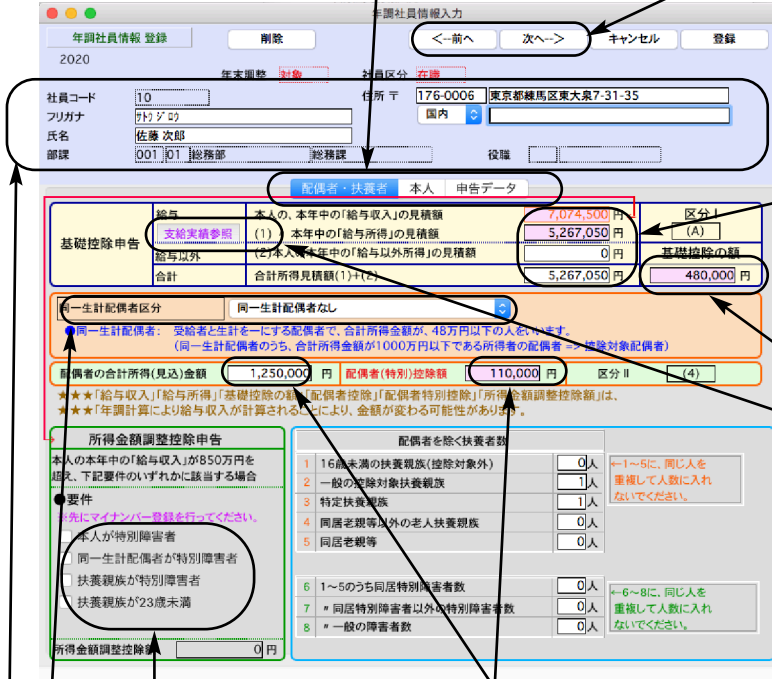 年調社員情報入力
年調社員情報 登録 削除 <--前へ 次へ--> キャンセル 登録
2020
年末調整 対象 社員区分 在職
社員コード 10 住所 〒 176-0006 東京都練馬区東大泉7-31-35
フリガナ ｻﾄｳ ｼﾞﾛｳ 国内
氏名 佐藤 次郎
部課 001 01 総務部 総務課 役職
配偶者・扶養者 本人 申告データ
基礎控除申告
給与 本人の、本年中の「給与収入」の見積額 7,074,500 円 区分 I
支給実績参照 (1) 本年中の「給与所得」の見積額 5,267,050 円 (A)
給与以外 (2)本人の、本年中の「給与以外所得」の見積額 0 円 基礎控除の額
合計 合計所得見積額(1)+(2) 5,267,050 円 480,000 円
同一生計配偶者区分 同一生計配偶者なし
●同一生計配偶者: 受給者と生計を一にする配偶者で、合計所得金額が、48万円以下の人をいいます。
(同一生計配偶者のうち、合計所得金額が1000万円以下である所得者の配偶者 => 控除対象配偶者)
配偶者の合計所得(見込)金額 1,250,000 円 配偶者(特別)控除額 110,000 円 区分 II (4)
★★★「給与収入」「給与所得」「基礎控除の額」「配偶者控除」「配偶者特別控除」「所得金額調整控除額」は、
★★★「年調計算により給与収入が計算されることにより、金額が変わる可能性があります。
所得金額調整控除申告
本人の本年中の「給与収入」が850万円を
超え、下記要件のいずれかに該当する場合
●要件
※先にマイナンバー登録を行ってください。
本人が特別障害者
同一生計配偶者が特別障害者
扶養親族が特別障害者
扶養親族が23歳未満
所得金額調整控除額 0 円
配偶者を除く扶養者数
1 16歳未満の扶養親族(控除対象外) 0 人
2 一般の控除対象扶養親族 1 人
3 特定扶養親族 1 人
4 同居老親等以外の老人扶養親族 0 人
5 同居老親等 0 人
←1～5に、同じ人を
重複して人数に入れ
ないでください。
6 1～5のうち同居特別障害者数 0 人
7 〃同居特別障害者以外の特別障害者数 0 人
8 〃一般の障害者数 0 人
←6～8に、同じ人を
重複して人数に入れ
ないでください。